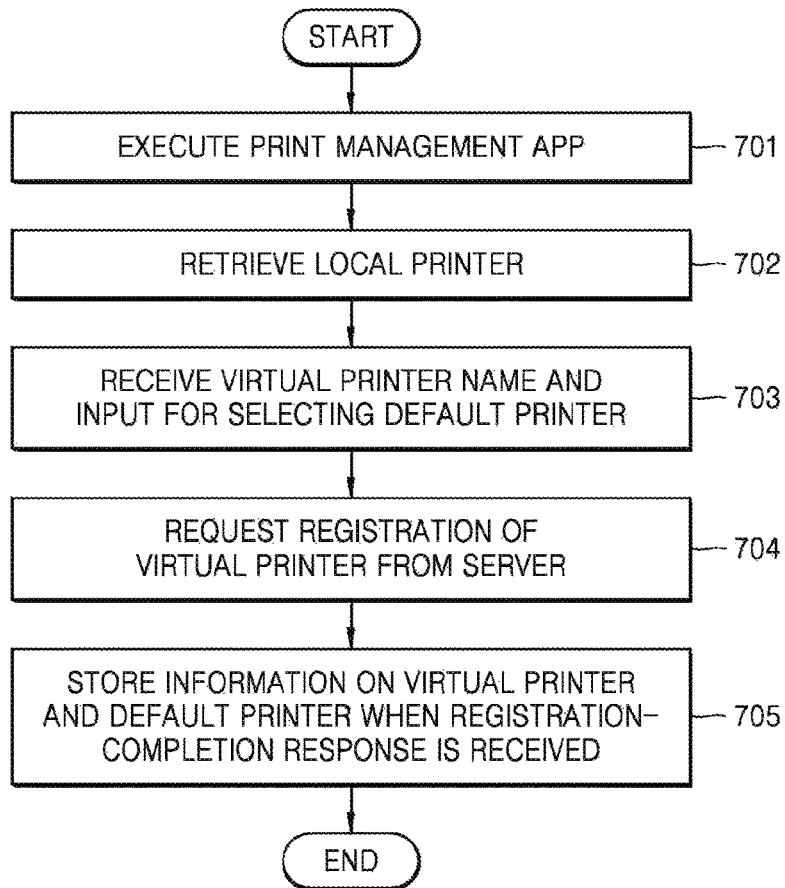 START
EXECUTE PRINT MANAGEMENT APP
701
RETRIEVE LOCAL PRINTER
702
RECEIVE VIRTUAL PRINTER NAME AND
INPUT FOR SELECTING DEFAULT PRINTER
703
REQUEST REGISTRATION OF
VIRTUAL PRINTER FROM SERVER
704
STORE INFORMATION ON VIRTUAL PRINTER
AND DEFAULT PRINTER WHEN REGISTRATION-
COMPLETION RESPONSE IS RECEIVED
705
END